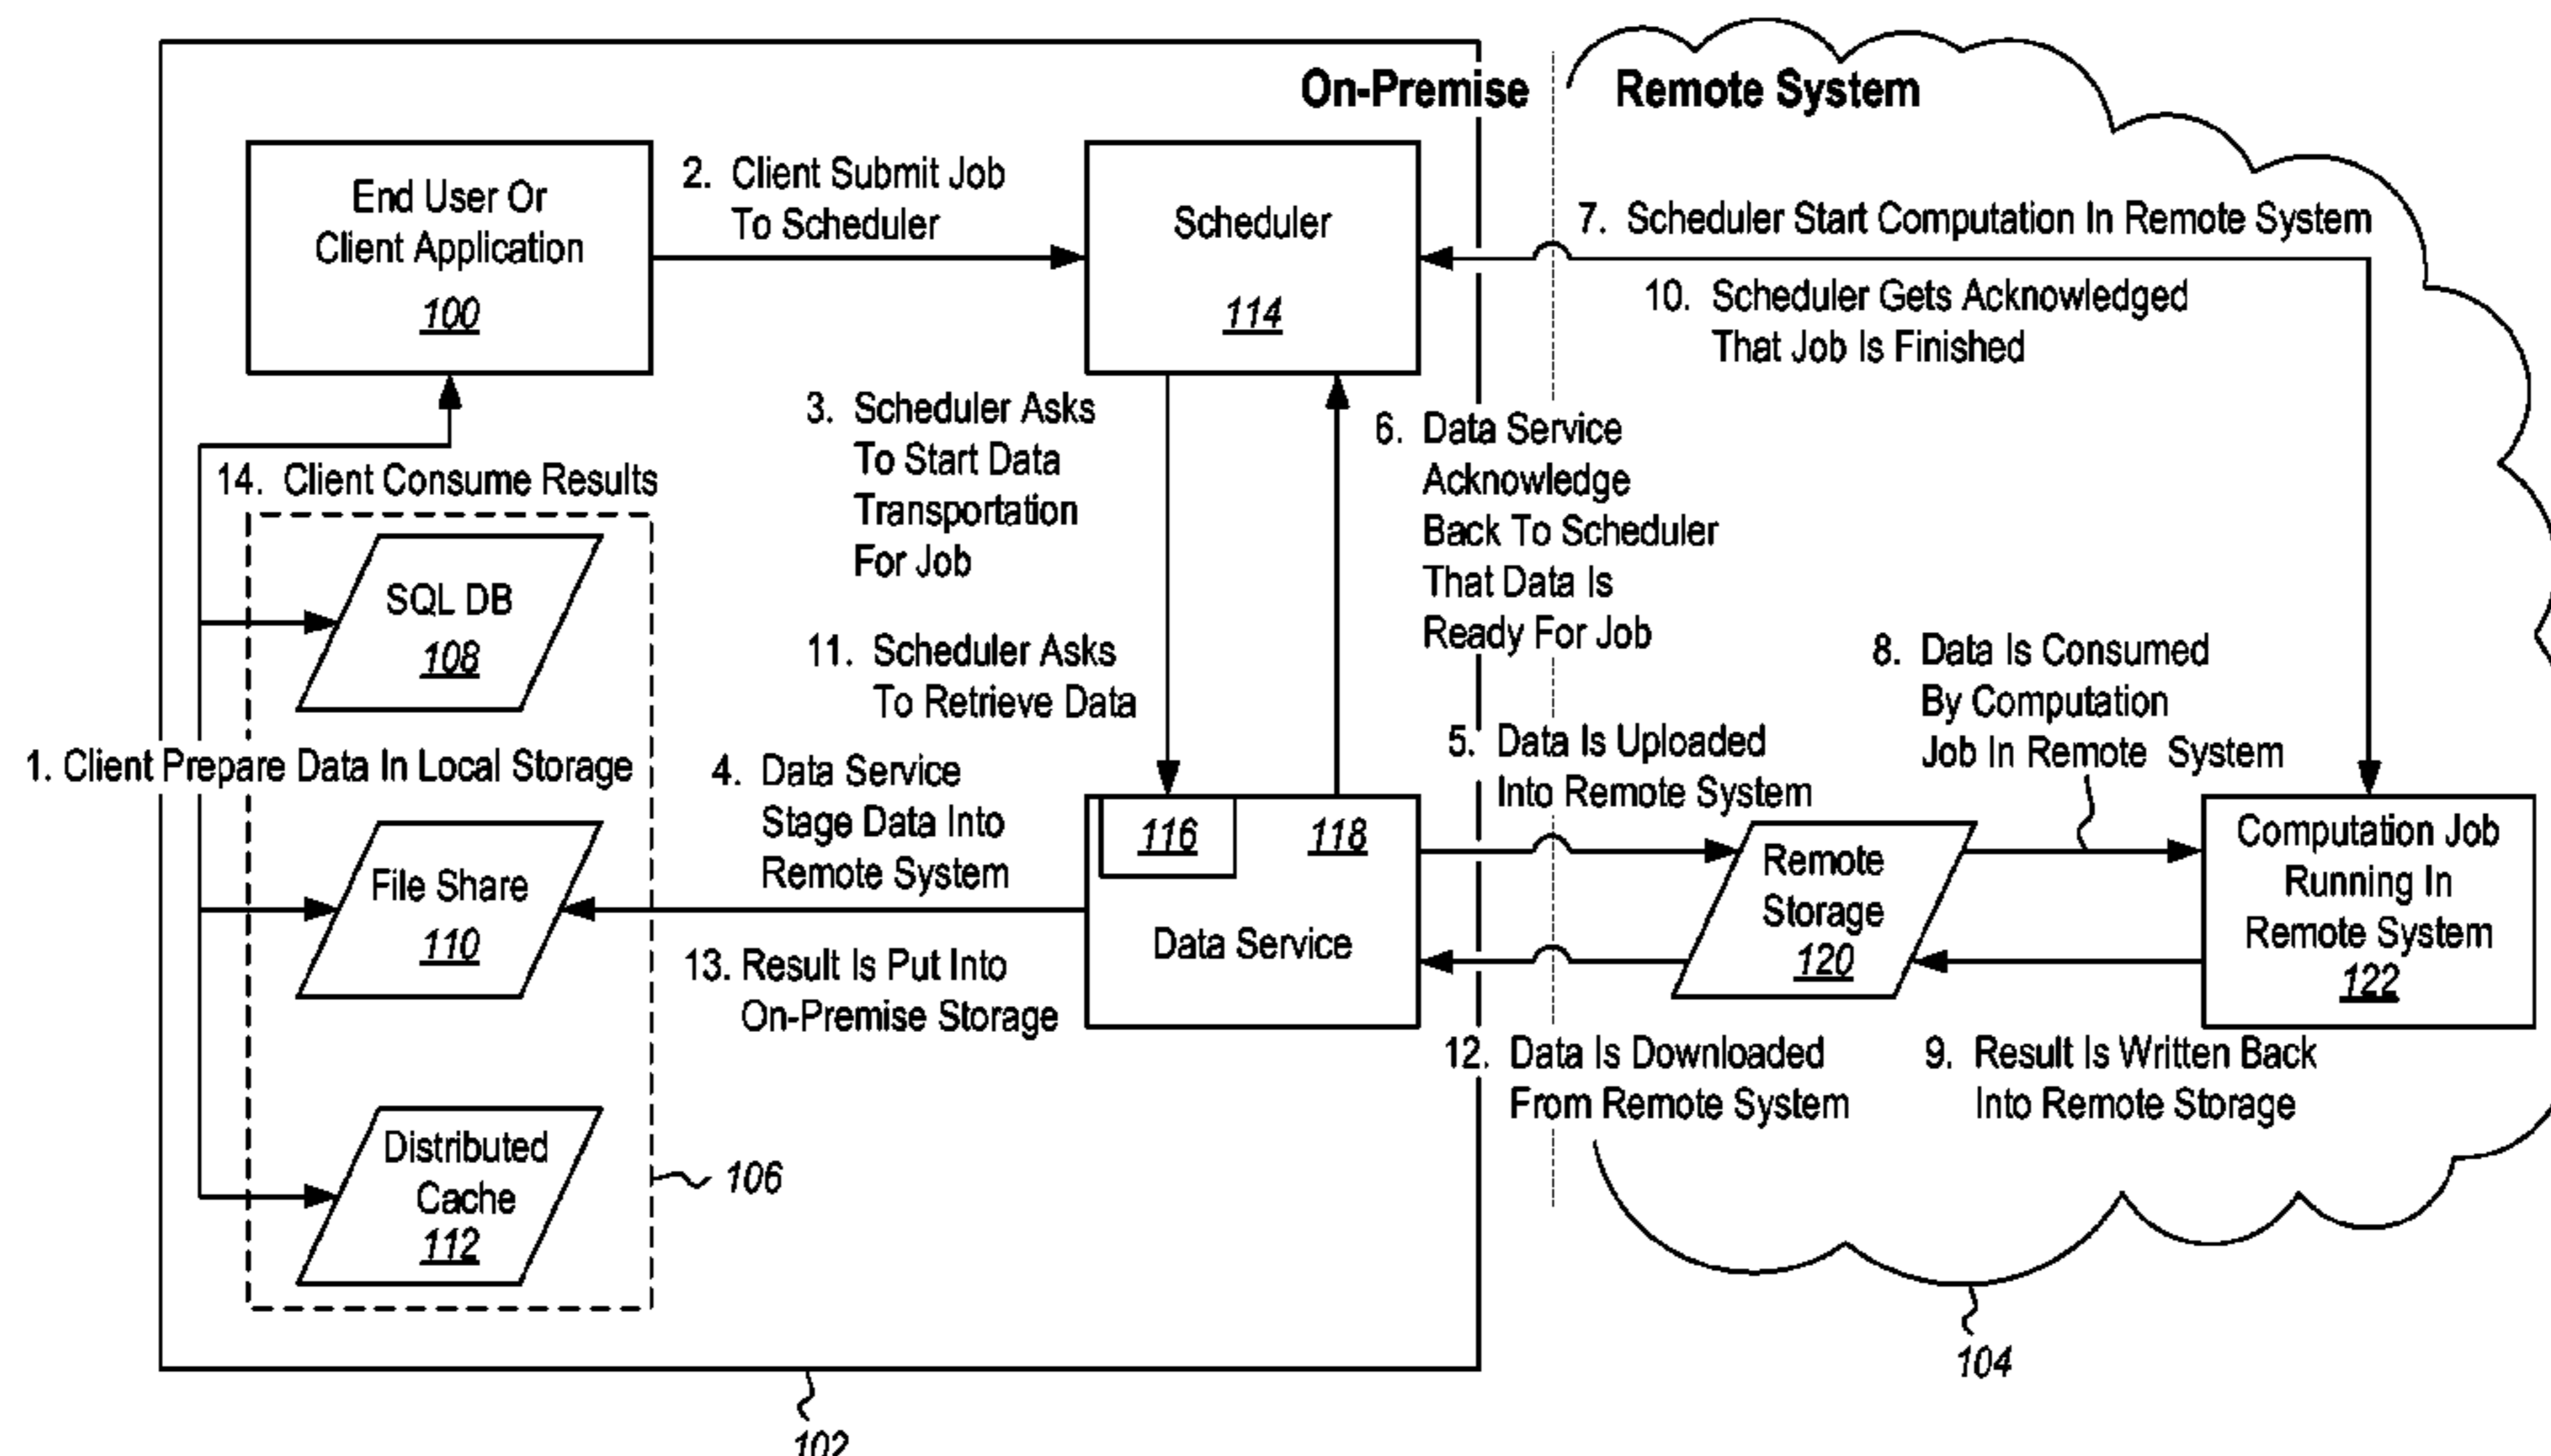 On-Premise
Remote System
End User Or
Client Application
100
2. Client Submit Job
To Scheduler
Scheduler
114
7. Scheduler Start Computation In Remote System
10. Scheduler Gets Acknowledged
That Job Is Finished
3. Scheduler Asks
To Start Data
Transportation
For Job
6. Data Service
Acknowledge
Back To Scheduler
That Data Is
Ready For Job
14. Client Consume Results
SQL DB
108
11. Scheduler Asks
To Retrieve Data
8. Data Is Consumed
By Computation
Job In Remote System
1. Client Prepare Data In Local Storage
4. Data Service
Stage Data Into
Remote System
5. Data Is Uploaded
Into Remote System
File Share
110
116
118
Data Service
Remote
Storage
120
Computation Job
Running In
Remote System
122
13. Result Is Put Into
On-Premise Storage
12. Data Is Downloaded
From Remote System
9. Result Is Written Back
Into Remote Storage
Distributed
Cache
112
106
104
102